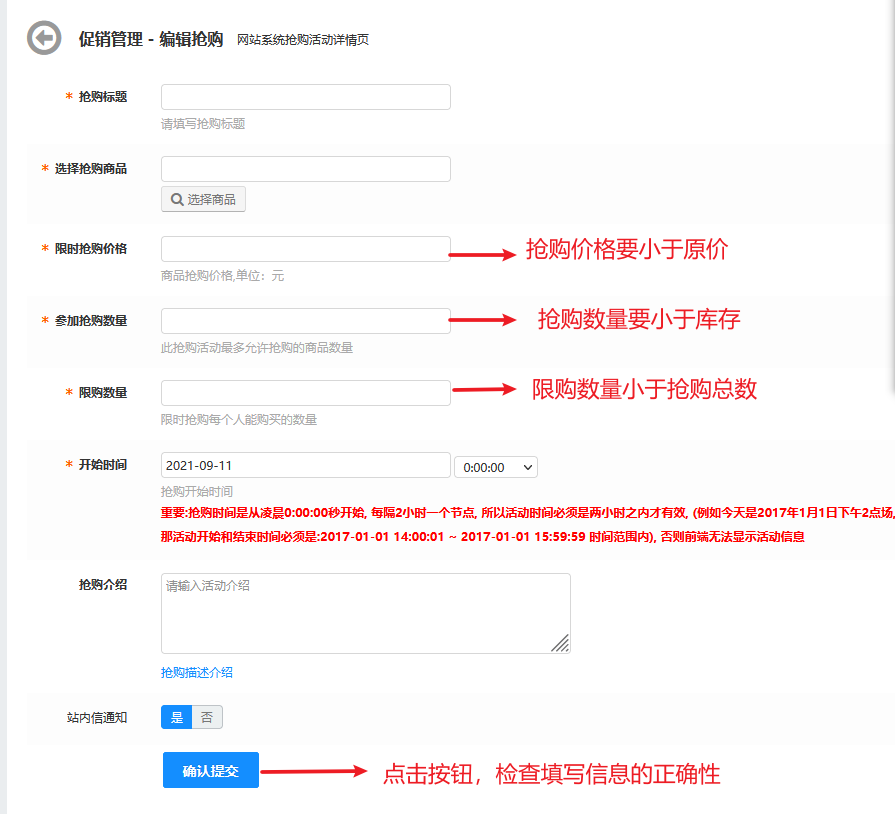 促销管理 - 编辑抢购 网站系统抢购活动详情页
* 抢购标题
请填写抢购标题
* 选择抢购商品
选择商品
* 限时抢购价格
抢购价格要小于原价
商品抢购价格,单位：元
* 参加抢购数量
抢购数量要小于库存
此抢购活动最多允许抢购的商品数量
* 限购数量
限购数量小于抢购总数
限时抢购每个人能购买的数量
* 开始时间 2021-09-11 0:00:00
抢购开始时间
重要:抢购时间是从凌晨0:00:00秒开始, 每隔2小时一个节点, 所以活动时间必须是两小时之内才有效, (例如今天是2017年1月1日下午2点场,
那活动开始和结束时间必须是:2017-01-01 14:00:01 ~ 2017-01-01 15:59:59 时间范围内), 否则前端无法显示活动信息
抢购介绍 请输入活动介绍
抢购描述介绍
站内信通知 是 否
确认提交 点击按钮，检查填写信息的正确性